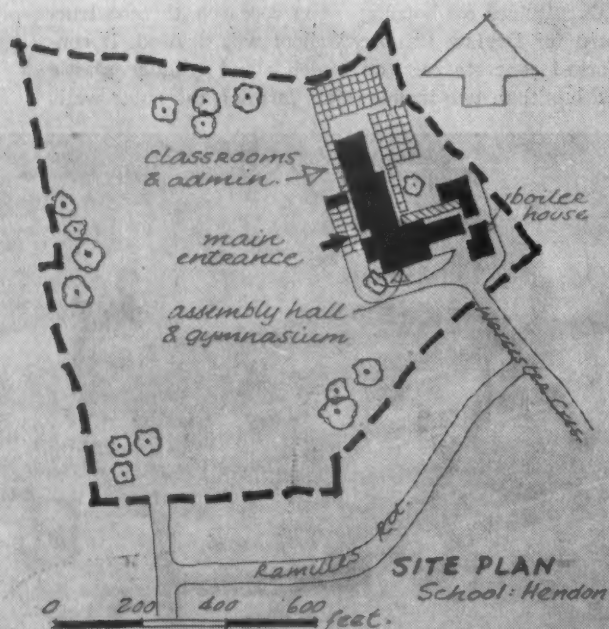 classrooms
& admin.
boiler
house
main
entrance
assembly hall
& gymnasium
Worcester Cres.
Ramilles Rd.
SITE PLAN
School: Hendon
0 200 400 600 feet.